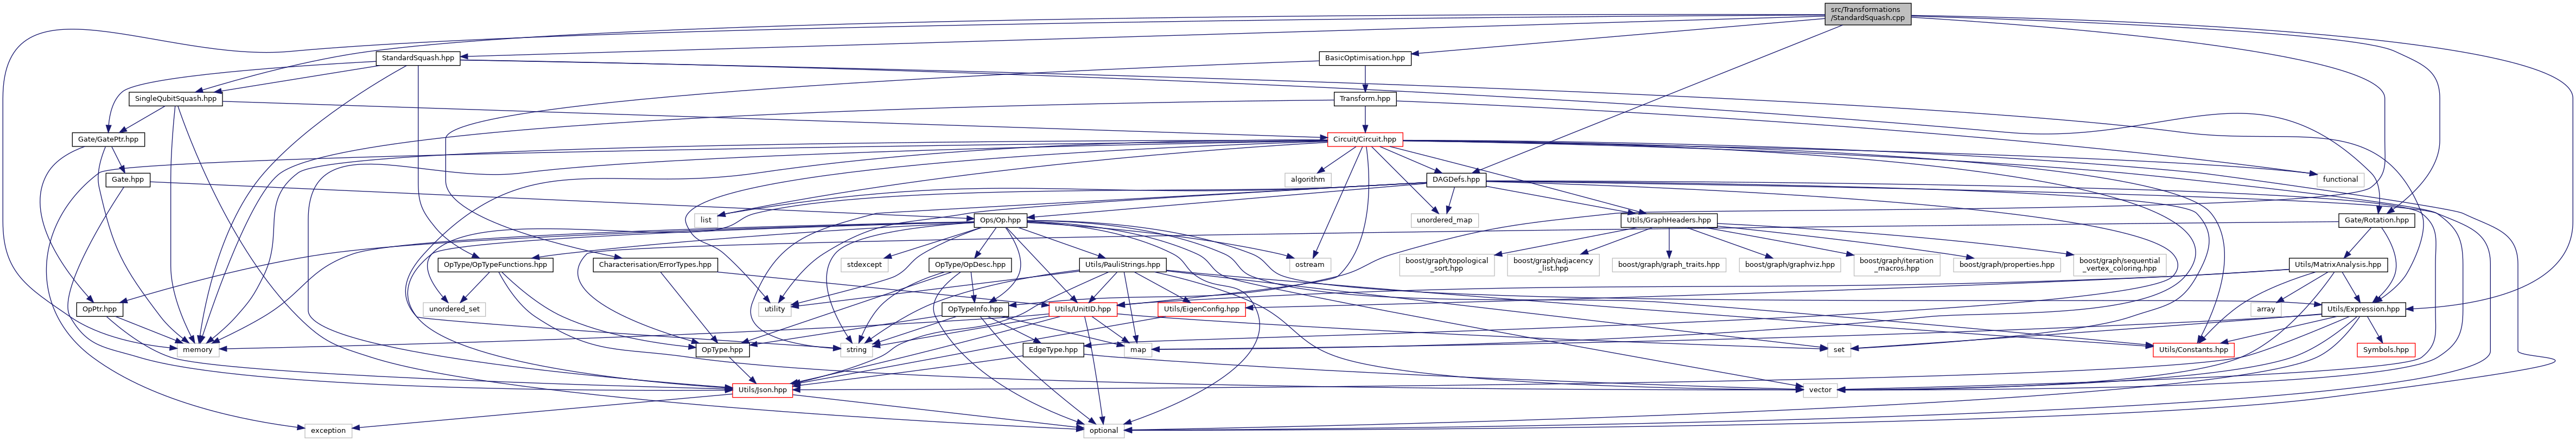 src/Transformations
/StandardSquash.cpp
StandardSquash.hpp
BasicOptimisation.hpp
SingleQubitSquash.hpp
Transform.hpp
Gate/GatePtr.hpp
Circuit/Circuit.hpp
Gate.hpp
algorithm
DAGDefs.hpp
functional
list
Ops/Op.hpp
unordered_map
Utils/GraphHeaders.hpp
Gate/Rotation.hpp
OpType/OpTypeFunctions.hpp
Characterisation/ErrorTypes.hpp
stdexcept
OpType/OpDesc.hpp
Utils/PauliStrings.hpp
ostream
boost/graph/topological
_sort.hpp
boost/graph/adjacency
_list.hpp
boost/graph/graph_traits.hpp
boost/graph/graphviz.hpp
boost/graph/iteration
_macros.hpp
boost/graph/properties.hpp
boost/graph/sequential
_vertex_coloring.hpp
Utils/MatrixAnalysis.hpp
OpPtr.hpp
unordered_set
utility
OpTypeInfo.hpp
Utils/UnitID.hpp
Utils/EigenConfig.hpp
array
Utils/Expression.hpp
memory
OpType.hpp
string
EdgeType.hpp
map
set
Utils/Constants.hpp
Symbols.hpp
Utils/Json.hpp
vector
exception
optional